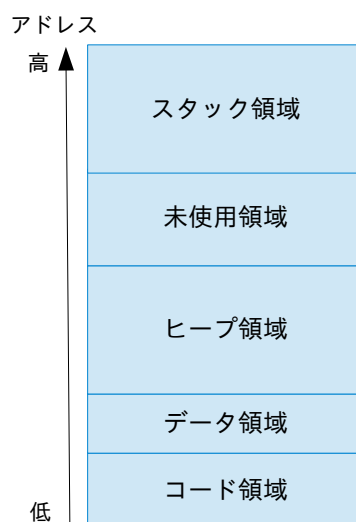 アドレス
高
スタック領域
未使用領域
ヒープ領域
データ領域
コード領域
低